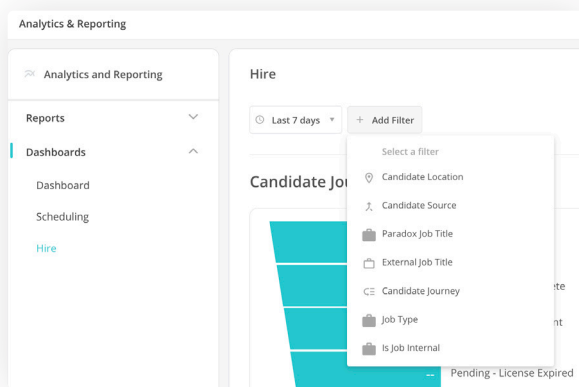 Analytics & Reporting
Analytics and Reporting
Reports
Dashboards
Dashboard
Scheduling
Hire
Hire
Last 7 days
+ Add Filter
Select a filter
Candidate Location
Candidate Source
Paradox Job Title
External Job Title
Candidate Journey
Job Type
Is Job Internal
Candidate
-- Pending - License Expired